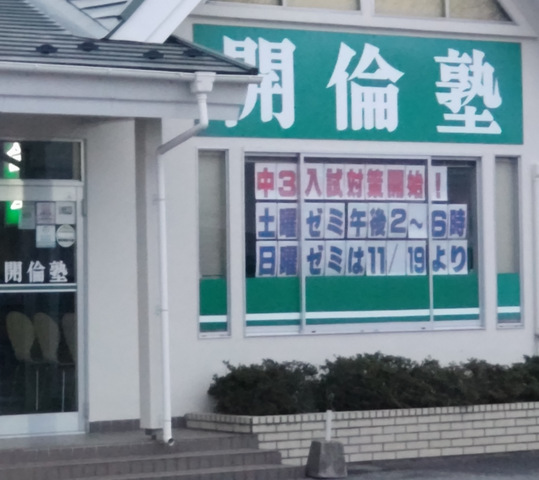 開倫塾
中3入試対策開始!
土曜ゼミ午後2〜6時
日曜ゼミは11/19より
開倫塾